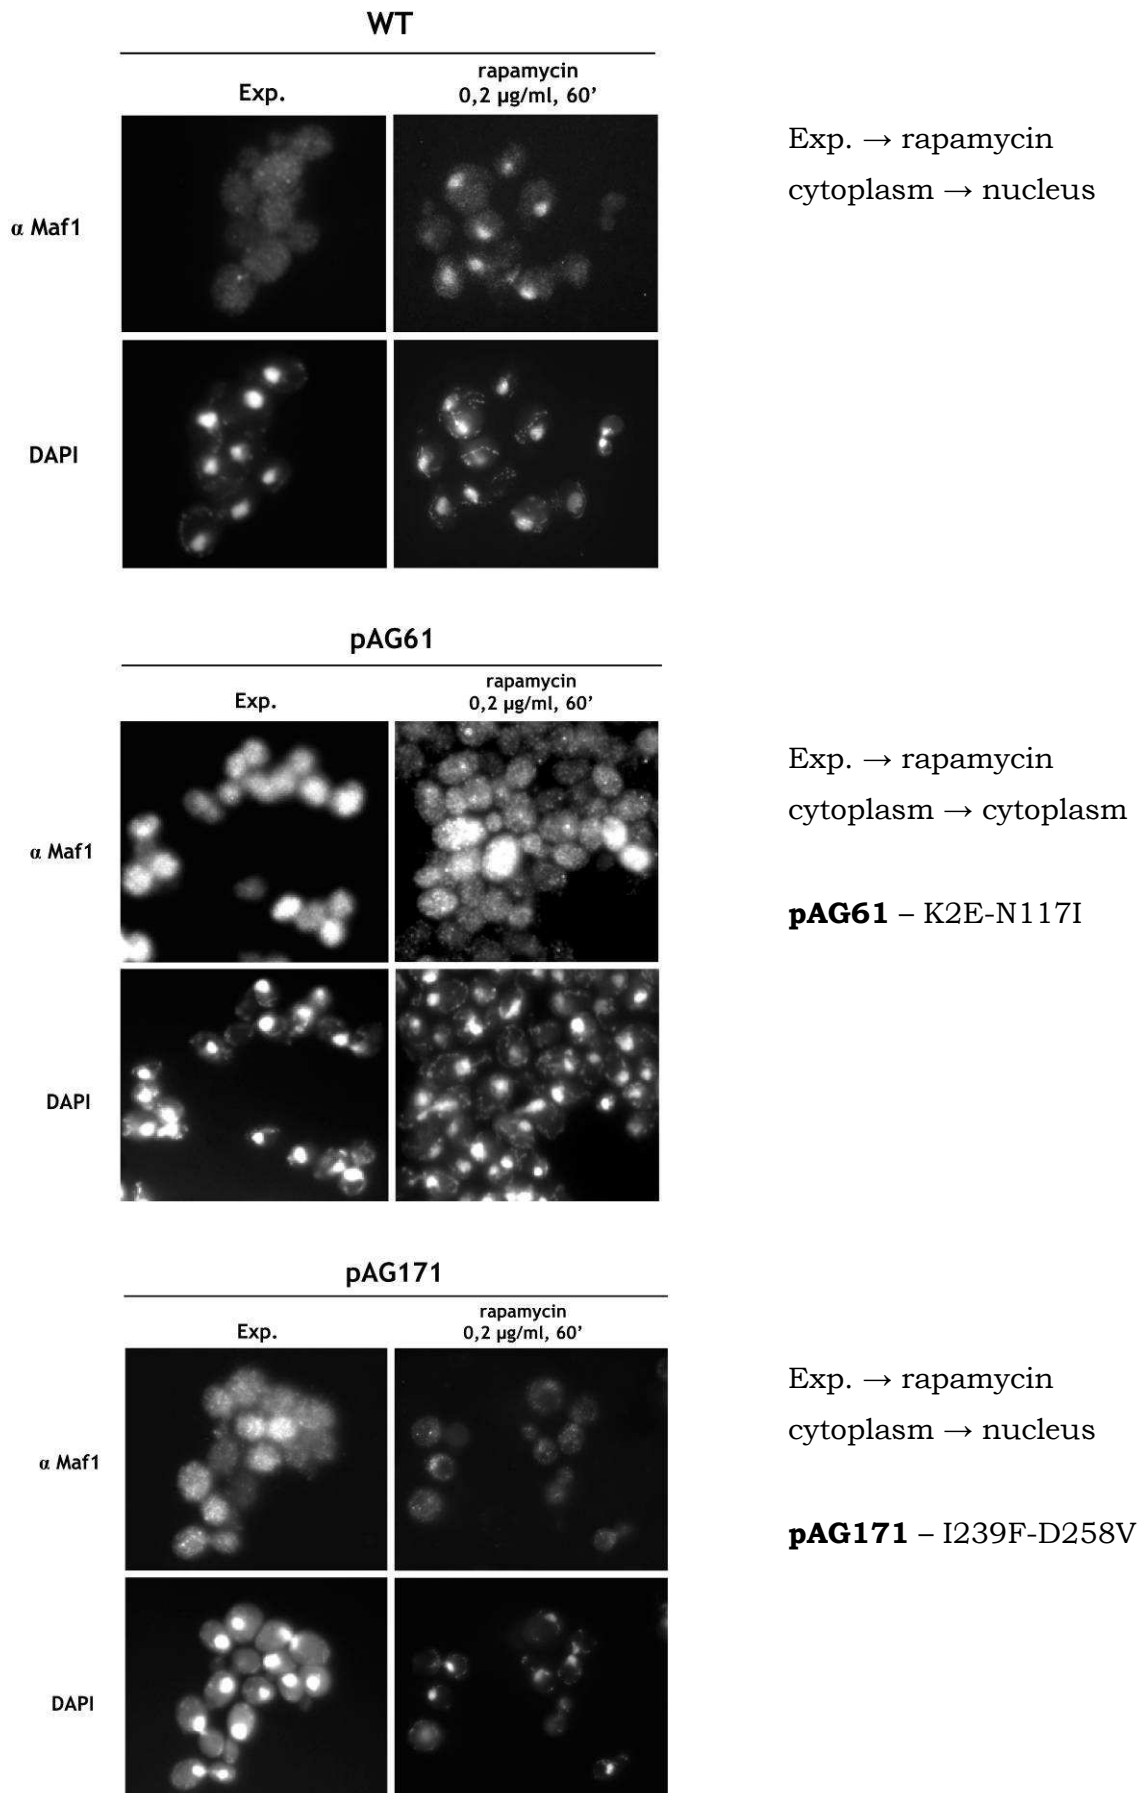 WT
Exp.
rapamycin
0,2 µg/ml, 60’
α Maf1
DAPI
Exp. → rapamycin
cytoplasm → nucleus
pAG61
Exp.
rapamycin
0,2 µg/ml, 60’
α Maf1
DAPI
Exp. → rapamycin
cytoplasm → cytoplasm
pAG61 – K2E-N117I
pAG171
Exp.
rapamycin
0,2 µg/ml, 60’
α Maf1
DAPI
Exp. → rapamycin
cytoplasm → nucleus
pAG171 – I239F-D258V